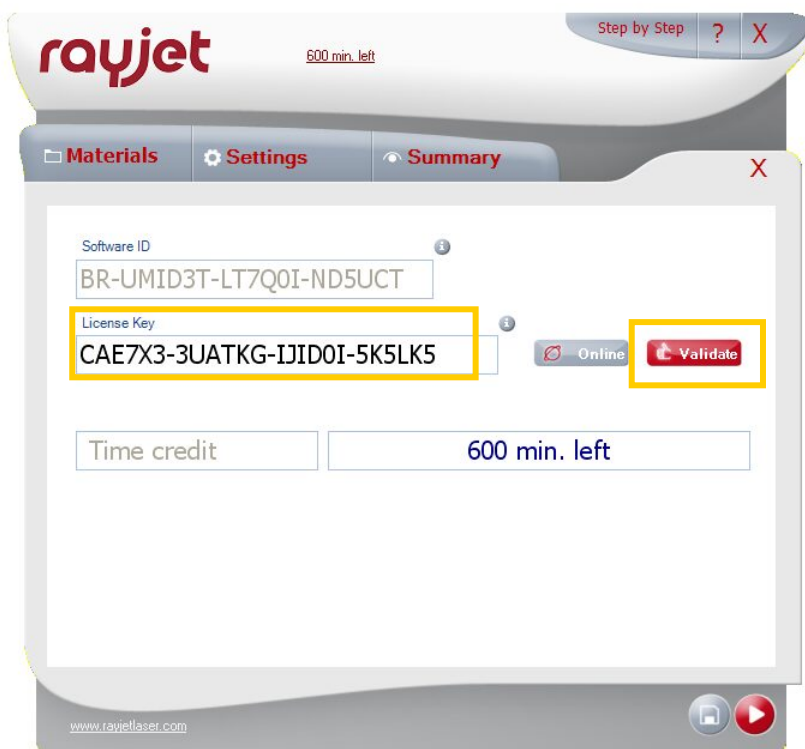 rayjet
600 min. left
Step by Step ? X
Materials Settings Summary
X
Software ID
BR-UMID3T-LT7Q0I-ND5UCT
License Key
CAE7X3-3UATKG-IJID0I-5K5LK5
Online
Validate
Time credit
600 min. left
www.rayjetlaser.com